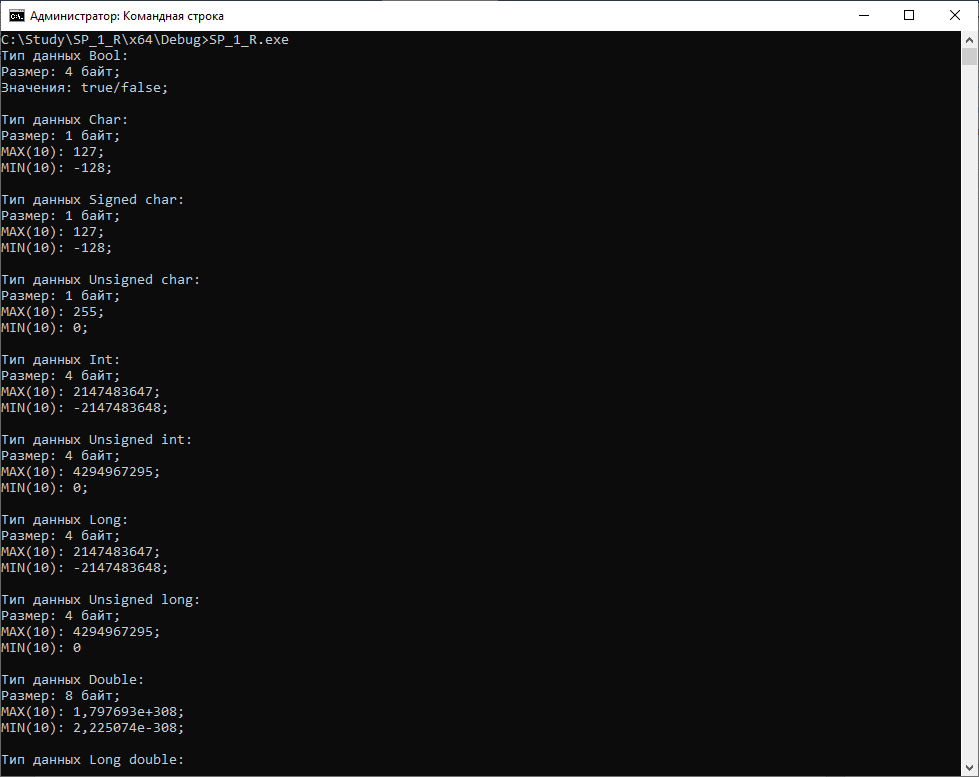 Администратор: Командная строка
C:\Study\SP_1_R\x64\Debug>SP_1_R.exe
Тип данных Bool:
Размер: 4 байт;
Значения: true/false;
Тип данных Char:
Размер: 1 байт;
MAX(10): 127;
MIN(10): -128;
Тип данных Signed char:
Размер: 1 байт;
MAX(10): 127;
MIN(10): -128;
Тип данных Unsigned char:
Размер: 1 байт;
MAX(10): 255;
MIN(10): 0;
Тип данных Int:
Размер: 4 байт;
MAX(10): 2147483647;
MIN(10): -2147483648;
Тип данных Unsigned int:
Размер: 4 байт;
MAX(10): 4294967295;
MIN(10): 0;
Тип данных Long:
Размер: 4 байт;
MAX(10): 2147483647;
MIN(10): -2147483648;
Тип данных Unsigned long:
Размер: 4 байт;
MAX(10): 4294967295;
MIN(10): 0
Тип данных Double:
Размер: 8 байт;
MAX(10): 1,797693e+308;
MIN(10): 2,225074e-308;
Тип данных Long double: